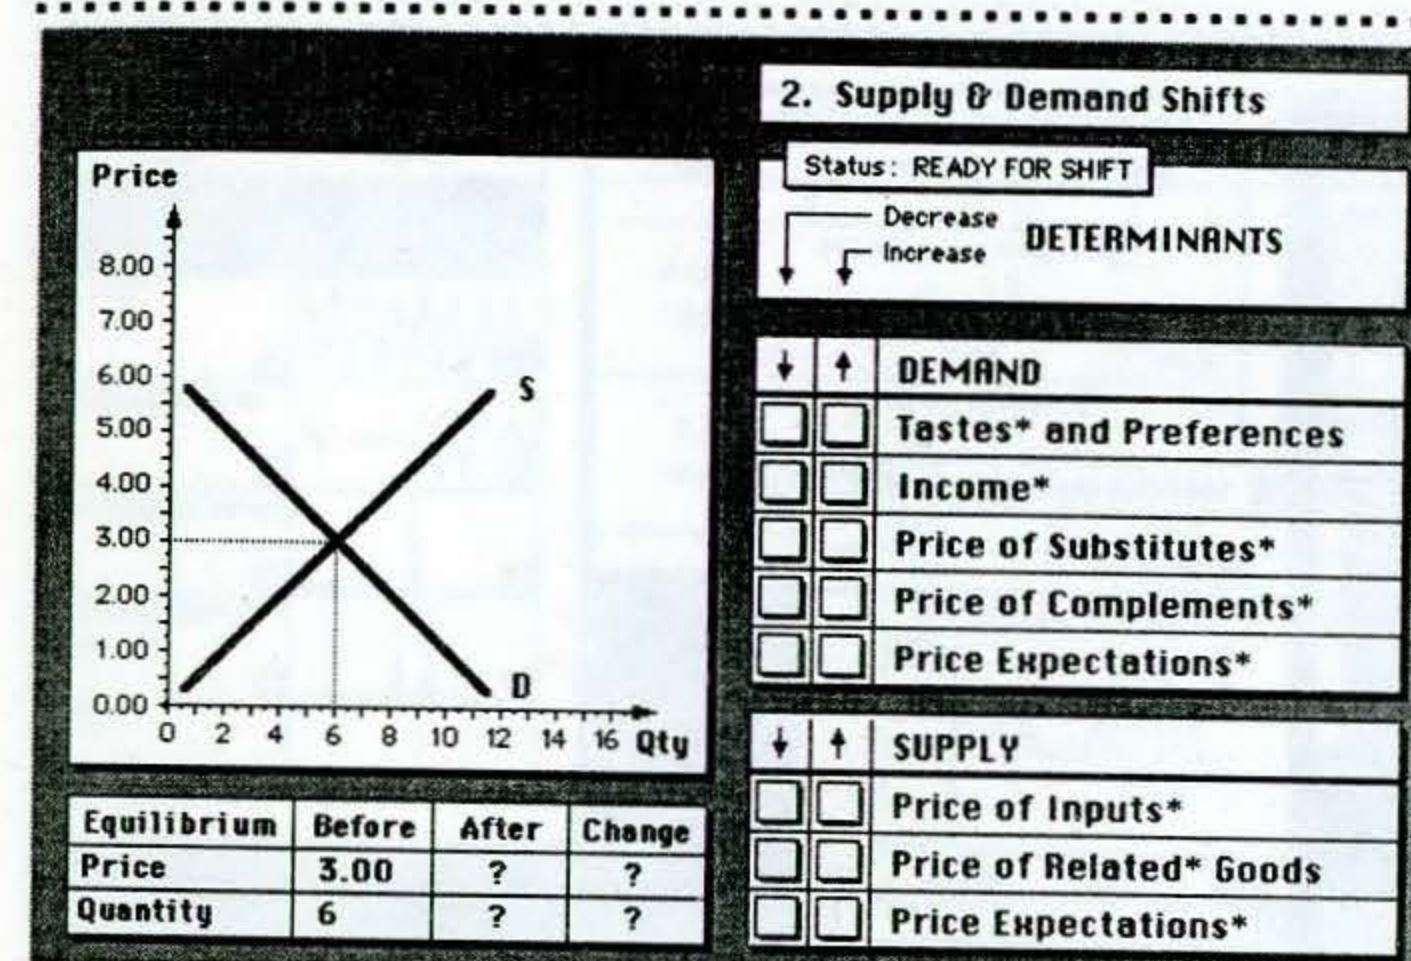 2. Supply & Demand Shifts
Status: READY FOR SHIFT
Decrease
Increase
DETERMINANTS
Price
8.00
7.00
6.00
5.00
4.00
3.00
2.00
1.00
0.00
S
D
0 2 4 6 8 10 12 14 16 Qty
Equilibrium Before After Change
Price 3.00 ? ?
Quantity 6 ? ?
↓ ↑ DEMAND
Tastes* and Preferences
Income*
Price of Substitutes*
Price of Complements*
Price Expectations*
↓ ↑ SUPPLY
Price of Inputs*
Price of Related* Goods
Price Expectations*